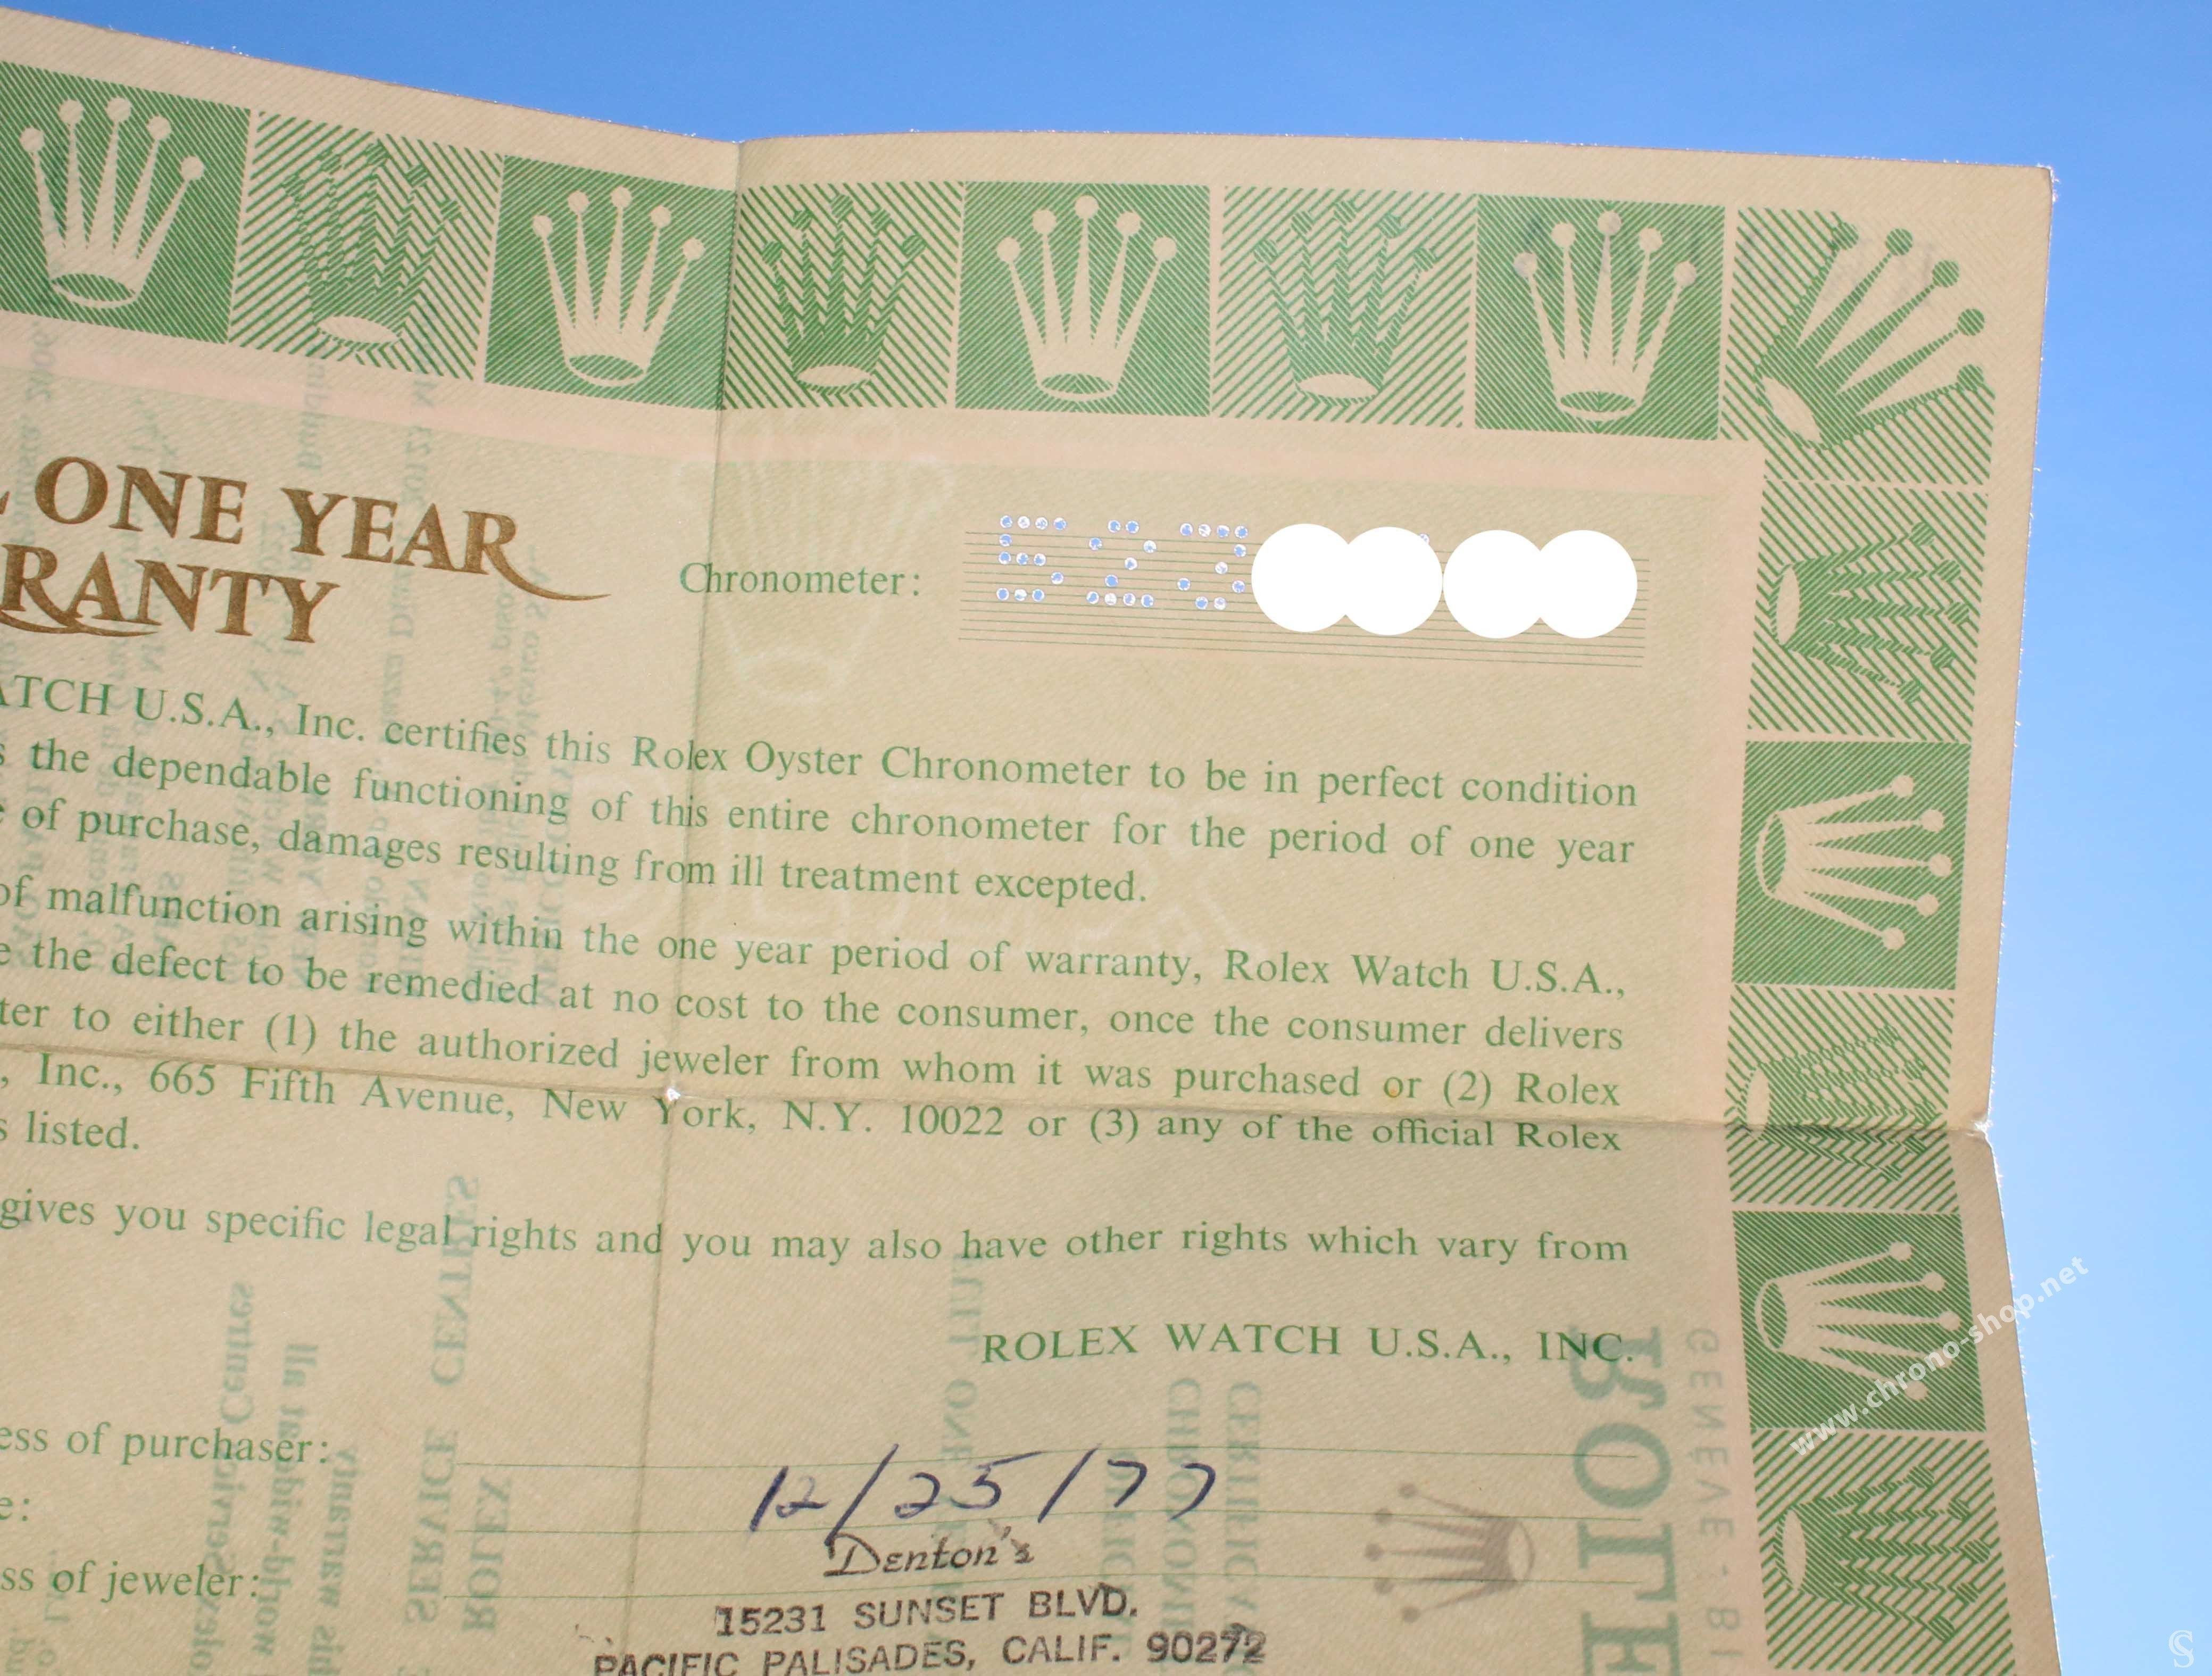 ONE YEAR
RANTY
Chronometer: 523
ATCH U.S.A., Inc. certifies this Rolex Oyster Chronometer to be in perfect condition
s the dependable functioning of this entire chronometer for the period of one year
of purchase, damages resulting from ill treatment excepted.
of malfunction arising within the one year period of warranty, Rolex Watch U.S.A.,
e the defect to be remedied at no cost to the consumer, once the consumer delivers
ter to either (1) the authorized jeweler from whom it was purchased or (2) Rolex
, Inc., 665 Fifth Avenue, New York, N.Y. 10022 or (3) any of the official Rolex
s listed.
gives you specific legal rights and you may also have other rights which vary from
ROLEX WATCH U.S.A., INC.
ess of purchaser:
e: 12/25/77
ss of jeweler: Denton's
15231 SUNSET BLVD.
PACIFIC PALISADES, CALIF. 90272
www.chrono-shop.net